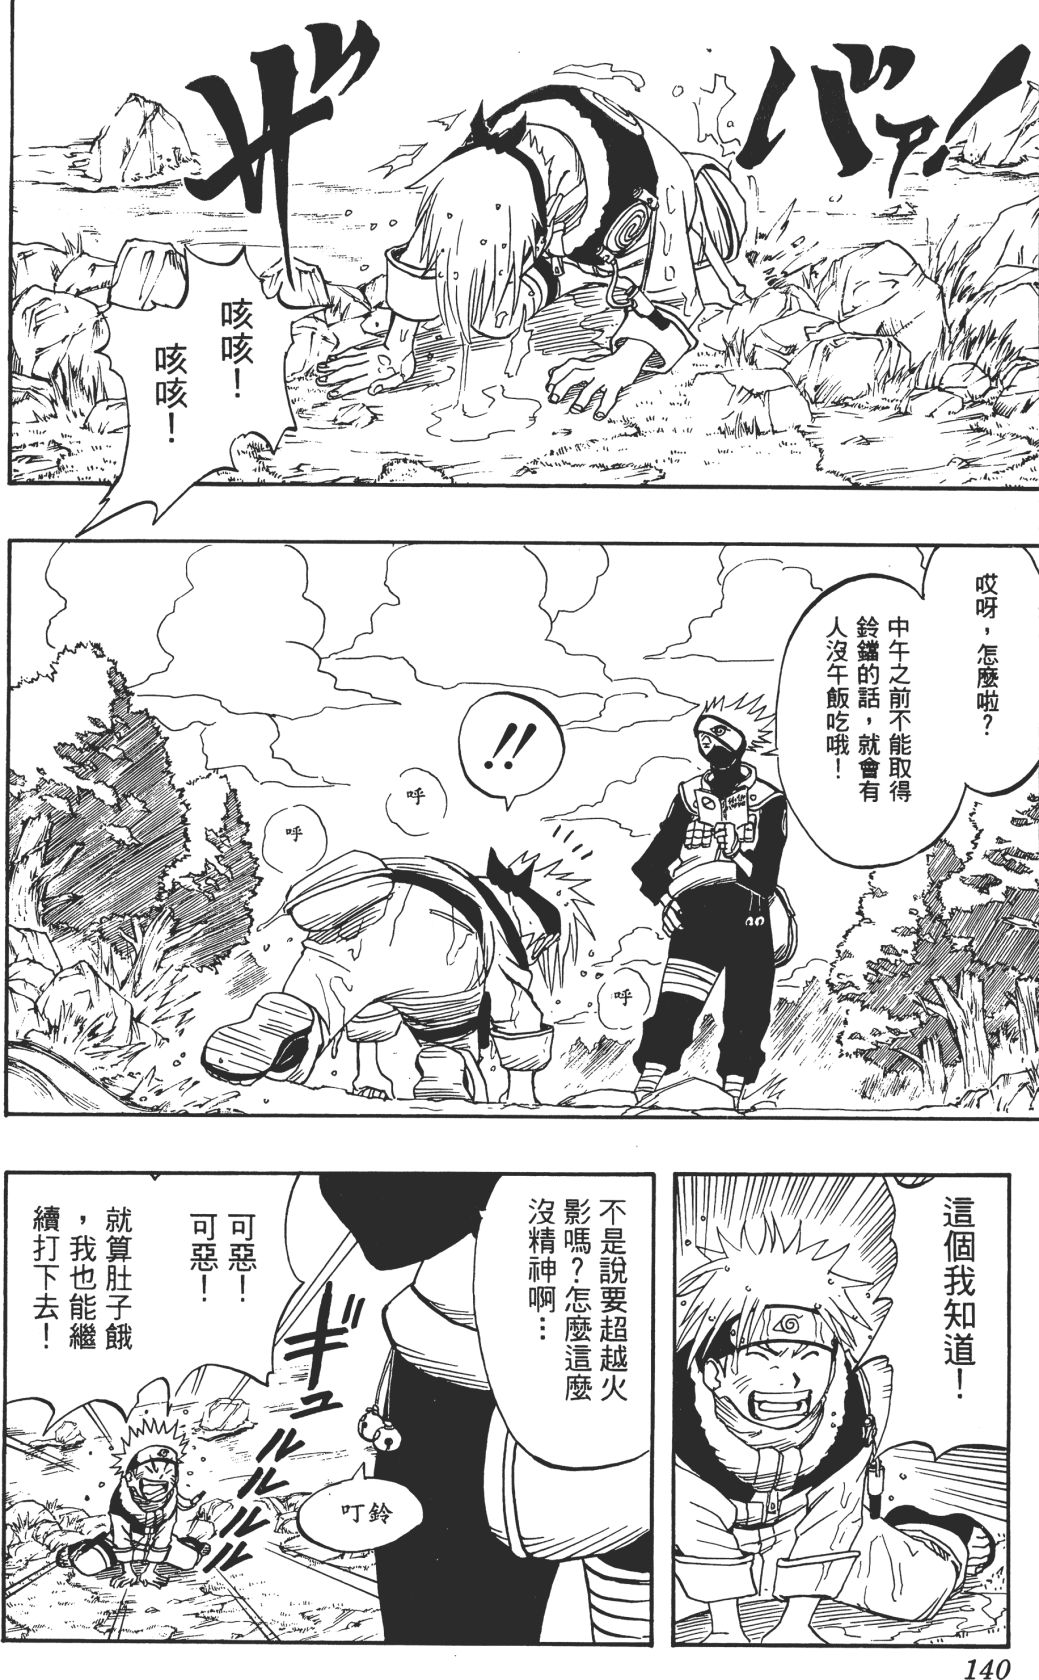 バァ!
ザザ
咳咳！
咳咳！
哎呀，怎麼啦？
中午之前不能取得
鈴鐺的話，就會有
人沒午飯吃哦！
!!
呼
呼
呼
這個我知道！
不是說要超越火
影嗎？怎麼這麼
沒精神啊…
叮鈴
ギュルルルルル
可惡！
可惡！
就算肚子餓
，我也能繼
續打下去！
140